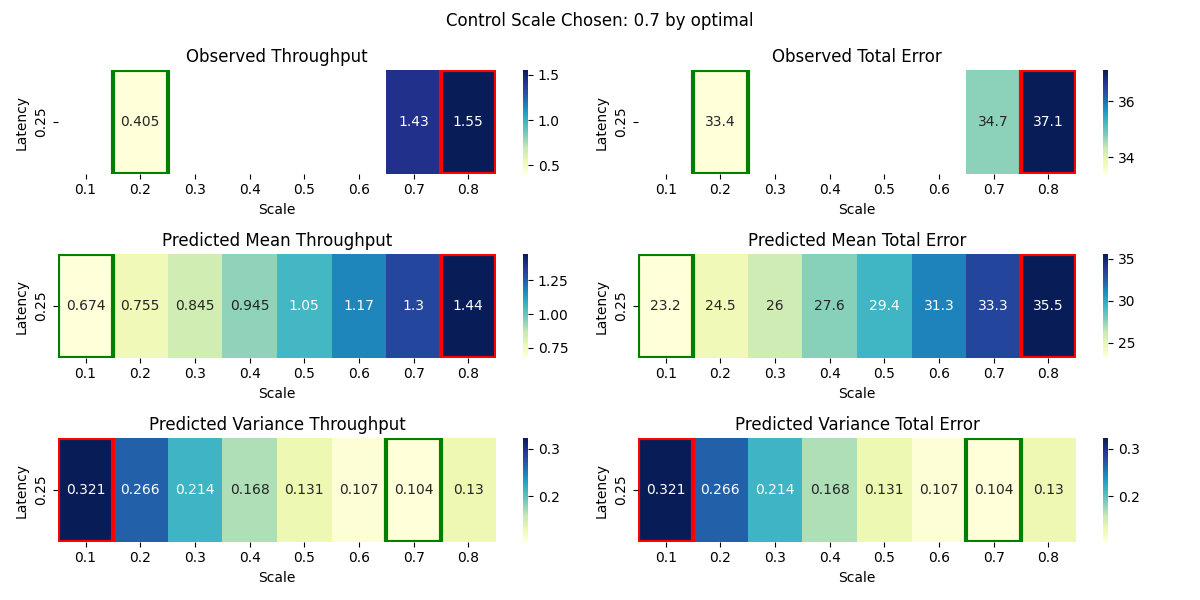 Control Scale Chosen: 0.7 by optimal
Observed Throughput
Latency
0.25
0.405
1.43
1.55
0.1 0.2 0.3 0.4 0.5 0.6 0.7 0.8
Scale
1.5
1.0
0.5
Observed Total Error
Latency
0.25
33.4
34.7
37.1
0.1 0.2 0.3 0.4 0.5 0.6 0.7 0.8
Scale
36
34
Predicted Mean Throughput
Latency
0.25
0.674 0.755 0.845 0.945 1.05 1.17 1.3 1.44
0.1 0.2 0.3 0.4 0.5 0.6 0.7 0.8
Scale
1.25
1.00
0.75
Predicted Mean Total Error
Latency
0.25
23.2 24.5 26 27.6 29.4 31.3 33.3 35.5
0.1 0.2 0.3 0.4 0.5 0.6 0.7 0.8
Scale
35
30
25
Predicted Variance Throughput
Latency
0.25
0.321 0.266 0.214 0.168 0.131 0.107 0.104 0.13
0.1 0.2 0.3 0.4 0.5 0.6 0.7 0.8
Scale
0.3
0.2
Predicted Variance Total Error
Latency
0.25
0.321 0.266 0.214 0.168 0.131 0.107 0.104 0.13
0.1 0.2 0.3 0.4 0.5 0.6 0.7 0.8
Scale
0.3
0.2